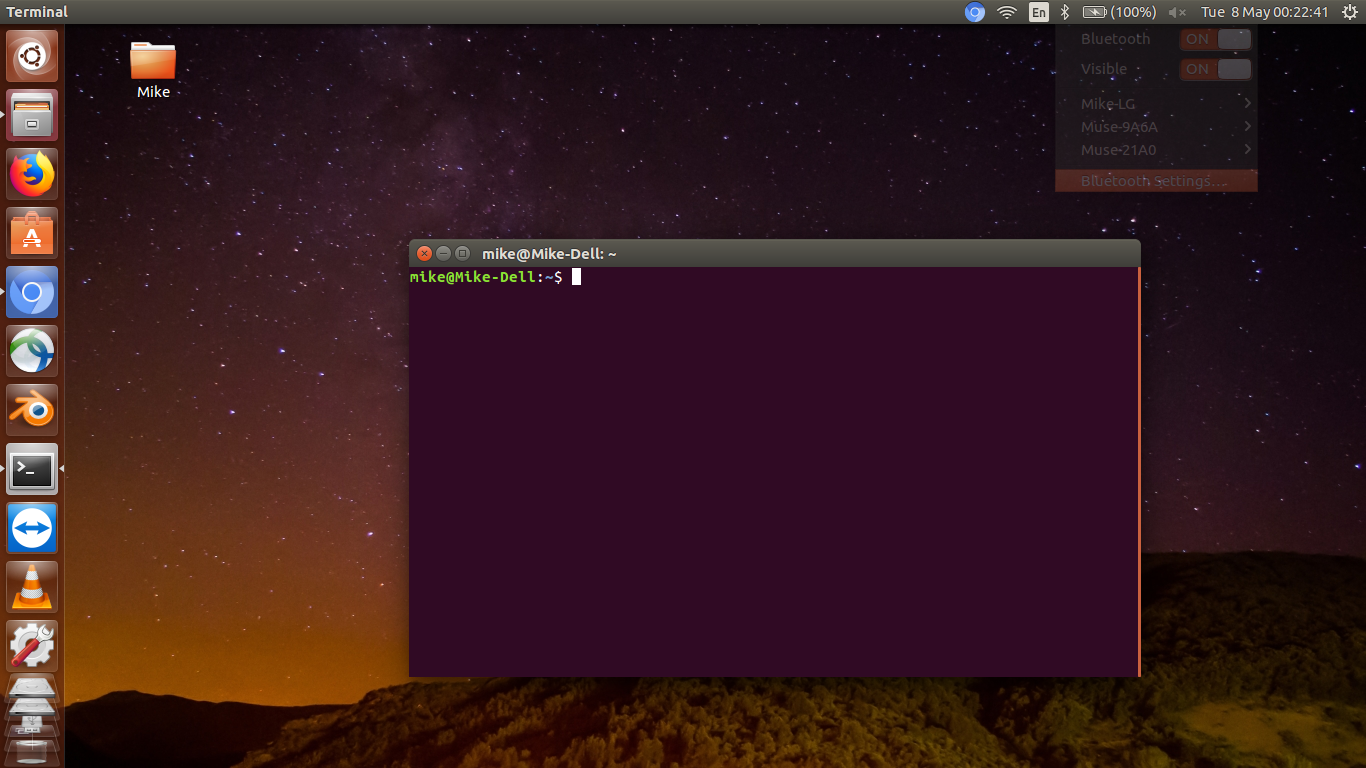 Terminal
En
(100%)
Tue 8 May 00:22:41
Mike
Bluetooth ON
Visible ON
Mike-LG
Muse-9A6A
Muse-21A0
Bluetooth Settings...
mike@Mike-Dell: ~
mike@Mike-Dell:~$